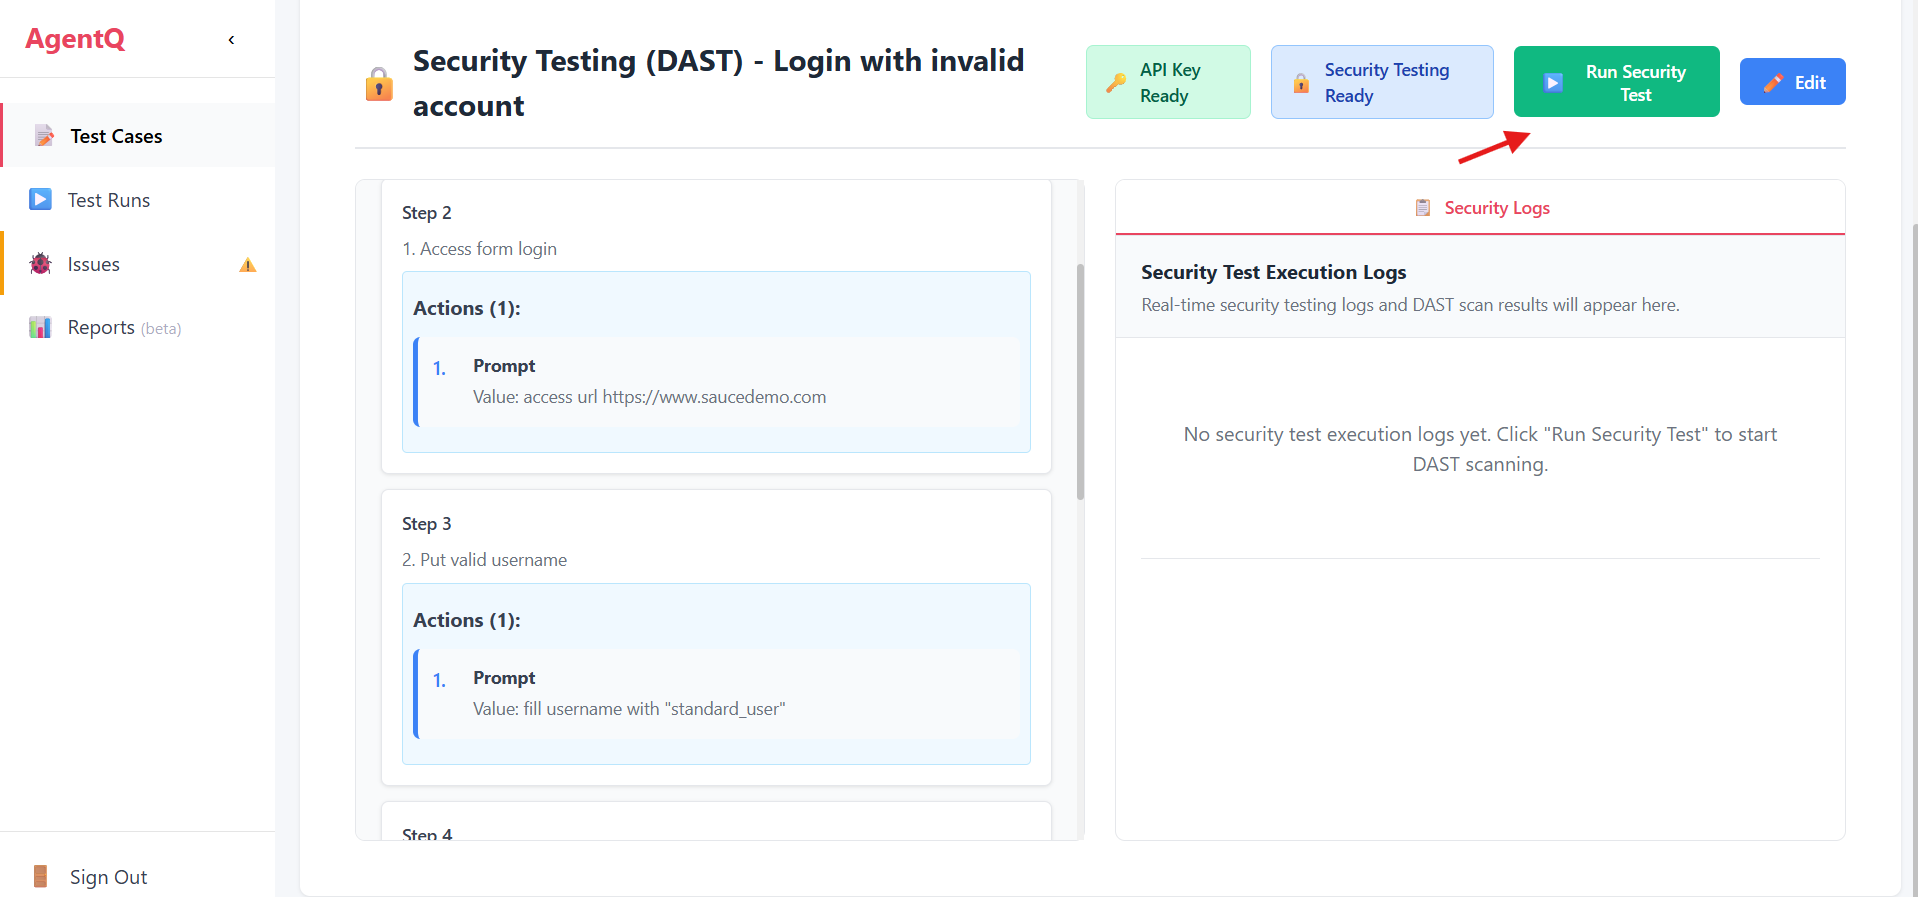 AgentQ
Test Cases
Test Runs
Issues
Reports (beta)
Sign Out
Security Testing (DAST) - Login with invalid
account
API Key
Ready
Security Testing
Ready
Run Security
Test
Edit
Step 2
1. Access form login
Actions (1):
1. Prompt
Value: access url https://www.saucedemo.com
Step 3
2. Put valid username
Actions (1):
1. Prompt
Value: fill username with "standard_user"
Step 4
Security Logs
Security Test Execution Logs
Real-time security testing logs and DAST scan results will appear here.
No security test execution logs yet. Click "Run Security Test" to start
DAST scanning.